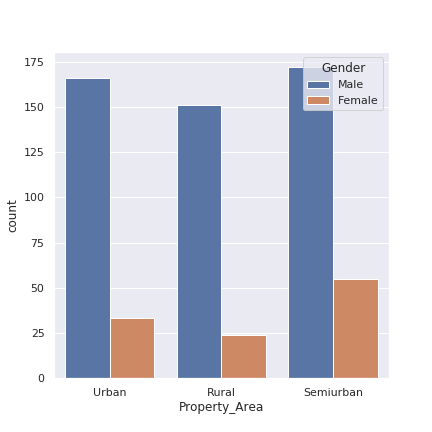 175
150
125
100
75
50
25
0
count
Gender
Male
Female
Urban
Rural
Semiurban
Property_Area